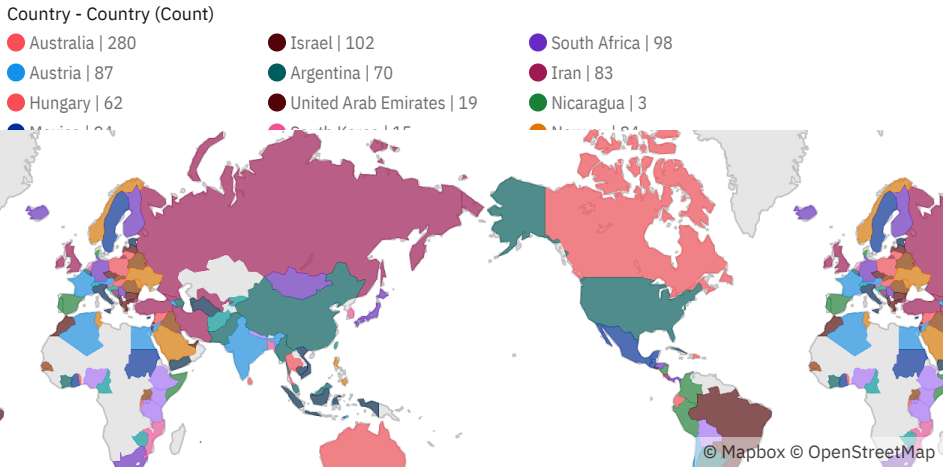 Country - Country (Count)
Australia | 280
Israel | 102
South Africa | 98
Austria | 87
Argentina | 70
Iran | 83
Hungary | 62
United Arab Emirates | 19
Nicaragua | 3
© Mapbox © OpenStreetMap